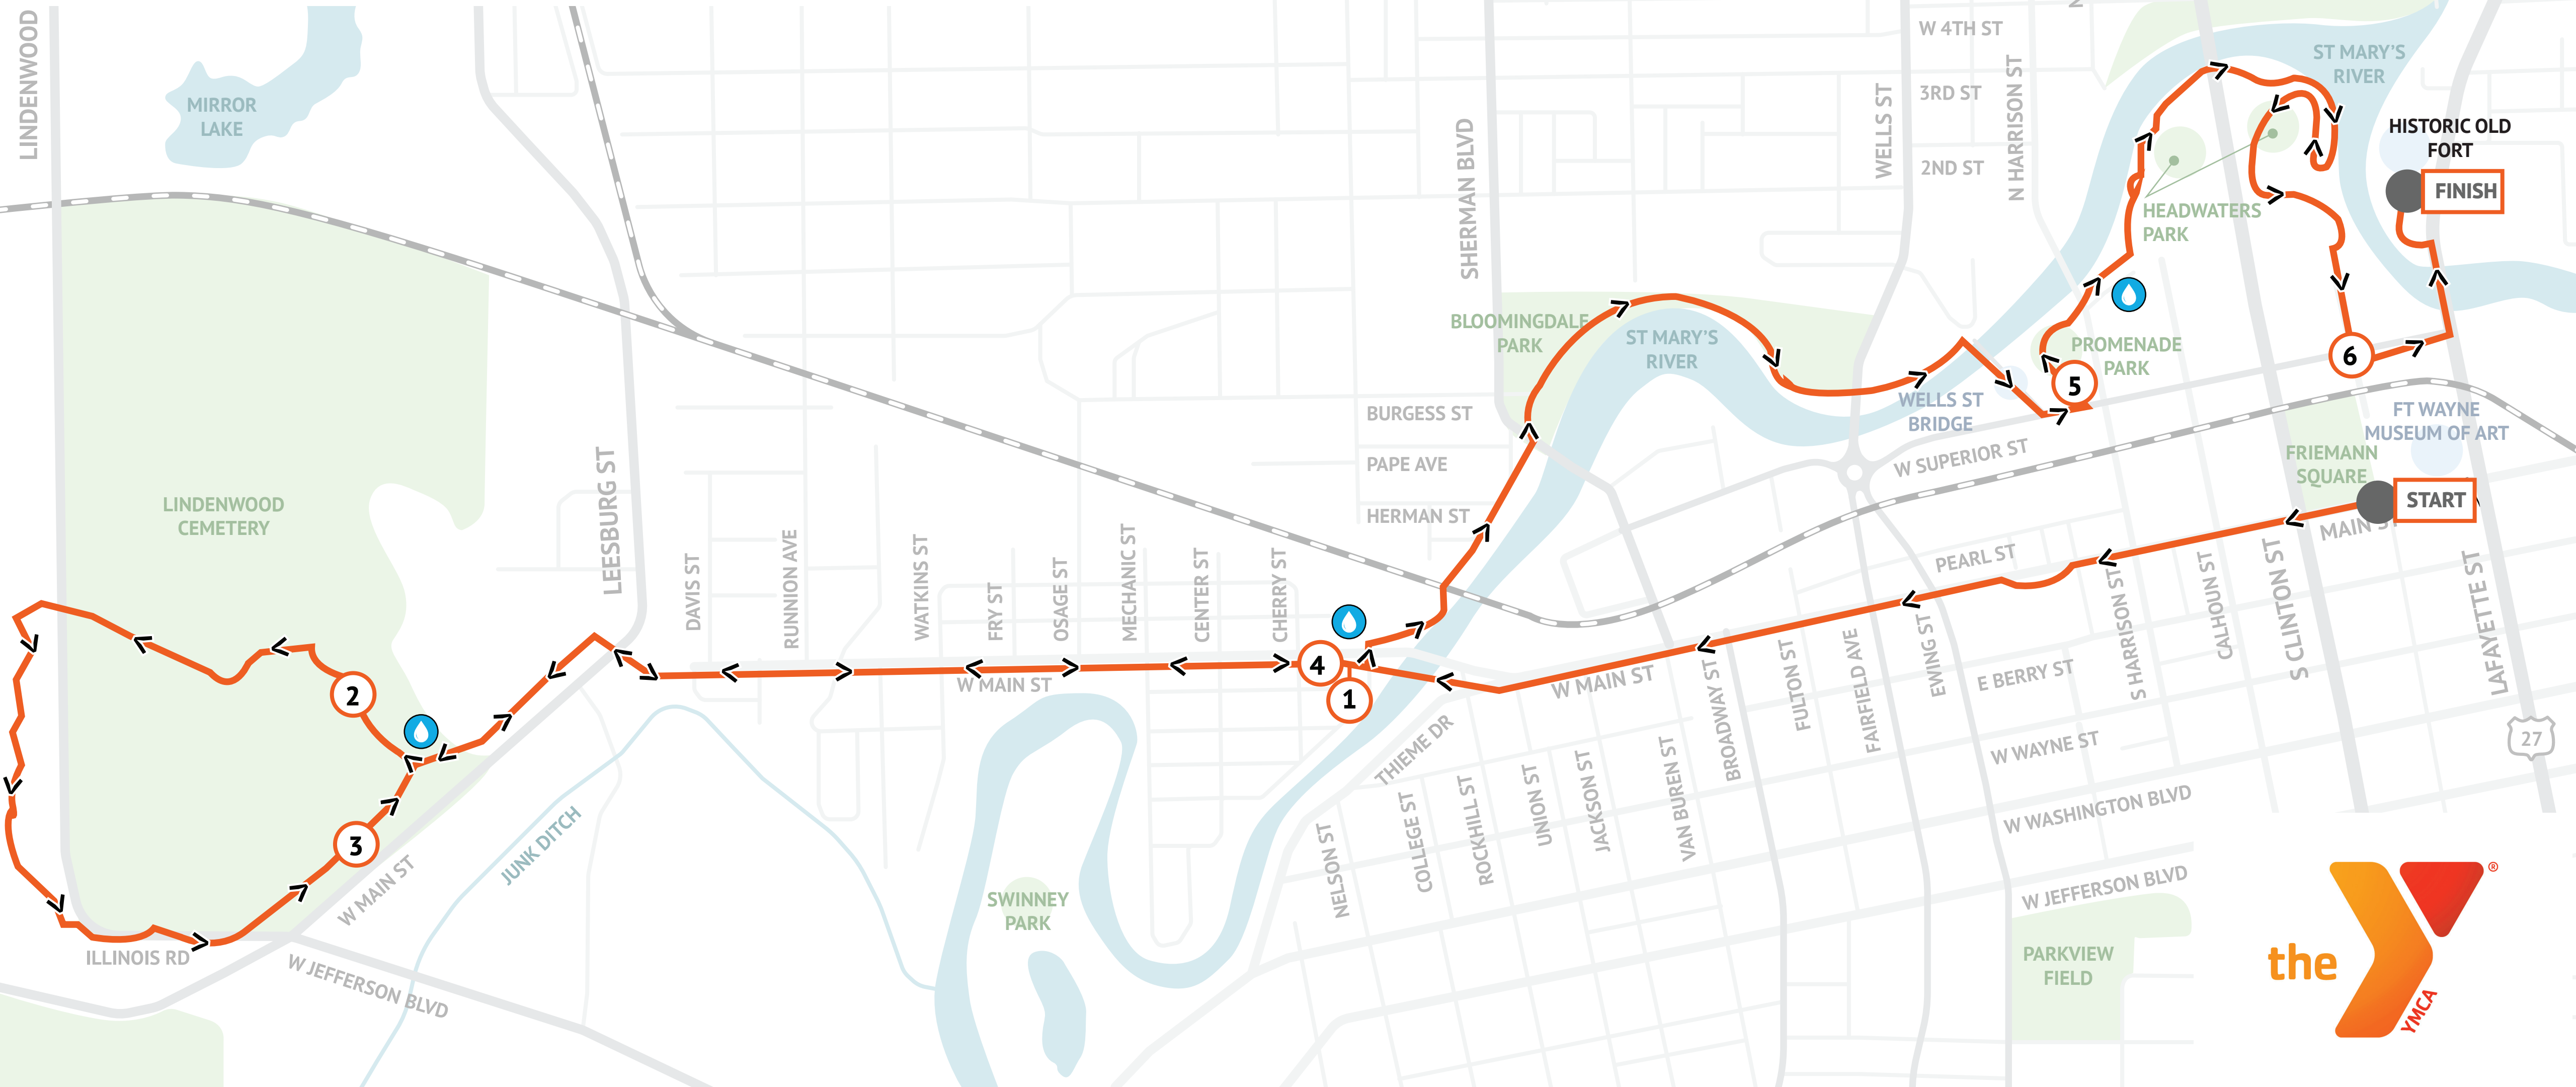 LINDENWOOD
MIRROR
LAKE
LINDENWOOD
CEMETERY
LEESBURG ST
DAVIS ST
RUNNION AVE
WATKINS ST
FRY ST
OSAGE ST
MECHANIC ST
CENTER ST
CHERRY ST
W MAIN ST
2
3
4
1
W MAIN ST
ILLINOIS RD
W JEFFERSON BLVD
JUNK DITCH
SWINNEY
PARK
SHERMAN BLVD
BLOOMINGDALE
PARK
ST MARY'S
RIVER
BURGESS ST
PAPE AVE
HERMAN ST
W 4TH ST
3RD ST
2ND ST
WELLS ST
N HARRISON ST
N
ST MARY'S
RIVER
HISTORIC OLD
FORT
FINISH
HEADWATERS
PARK
PROMENADE
PARK
5
6
WELLS ST
BRIDGE
W SUPERIOR ST
FT WAYNE
MUSEUM OF ART
FRIEMANN
SQUARE
START
MAIN S
PEARL ST
W MAIN ST
THIEME DR
NELSON ST
COLLEGE ST
ROCKHILL ST
UNION ST
JACKSON ST
VAN BUREN ST
BROADWAY ST
FULTON ST
FAIRFIELD AVE
EWING ST
E BERRY ST
S HARRISON ST
CALHOUN ST
S CLINTON ST
LAFAYETTE ST
27
W WAYNE ST
W WASHINGTON BLVD
W JEFFERSON BLVD
PARKVIEW
FIELD
the
YMCA
®